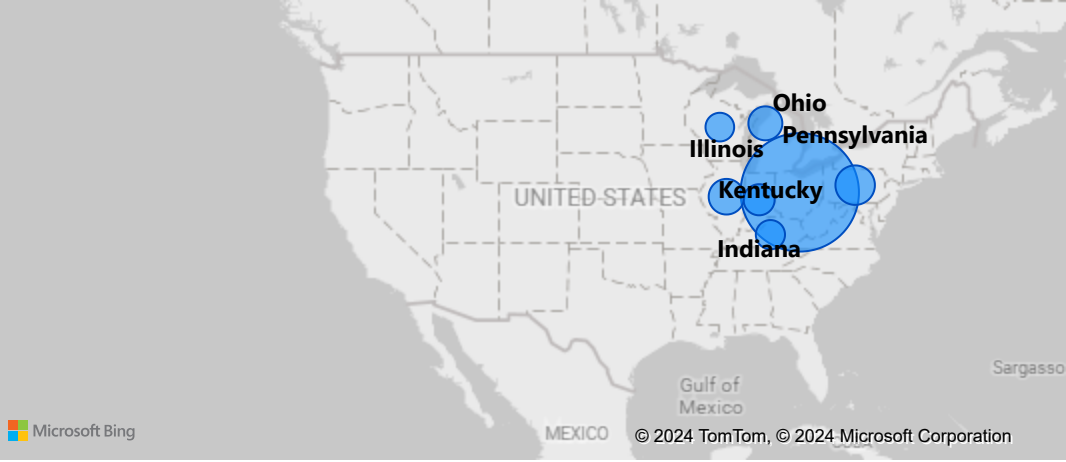 Ohio
Pennsylvania
Illinois
Kentucky
UNITED STATES
Indiana
Sargasso
Gulf of
Mexico
Microsoft Bing
MEXICO
© 2024 TomTom, © 2024 Microsoft Corporation